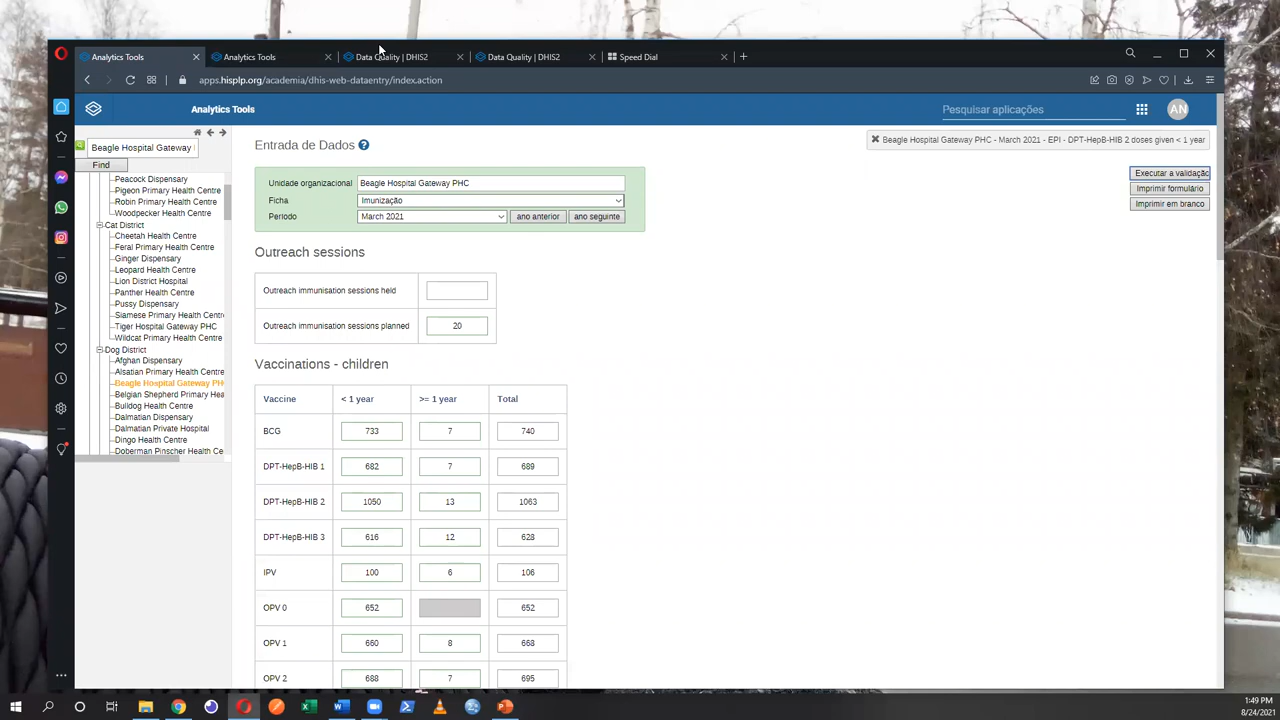 Analytics Tools
Analytics Tools
Data Quality | DHIS2
Data Quality | DHIS2
Speed Dial
apps.hisplp.org/academia/dhis-web-dataentry/index.action
Analytics Tools
Pesquisar aplicações
AN
Beagle Hospital Gateway
Find
Peacock Dispensary
Pigeon Primary Health Centre
Robin Primary Health Centre
Woodpecker Health Centre
Cat District
Cheetah Health Centre
Feral Primary Health Centre
Ginger Dispensary
Leopard Health Centre
Lion District Hospital
Panther Health Centre
Pussy Dispensary
Siamese Primary Health Centre
Tiger Hospital Gateway PHC
Wildcat Primary Health Centre
Dog District
Afghan Dispensary
Alsatian Primary Health Centre
Beagle Hospital Gateway PH
Belgian Shepherd Primary Hea
Bulldog Health Centre
Dalmatian Dispensary
Dalmatian Private Hospital
Dingo Health Centre
Doberman Pinscher Health Ce
Entrada de Dados
Beagle Hospital Gateway PHC - March 2021 - EPI - DPT-HepB-HIB 2 doses given < 1 year
Executar a validação
Imprimir formulário
Imprimir em branco
Unidade organizacional Beagle Hospital Gateway PHC
Ficha Imunização
Periodo March 2021 ano anterior ano seguinte
Outreach sessions
Outreach immunisation sessions held
Outreach immunisation sessions planned 20
Vaccinations - children
Vaccine < 1 year >= 1 year Total
BCG 733 7 740
DPT-HepB-HIB 1 682 7 689
DPT-HepB-HIB 2 1050 13 1063
DPT-HepB-HIB 3 616 12 628
IPV 100 6 106
OPV 0 652 652
OPV 1 660 8 668
OPV 2 688 7 695
1:49 PM
8/24/2021